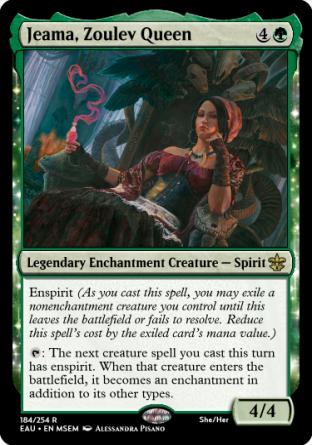 Jeama, Zoulev Queen 4
Legendary Enchantment Creature — Spirit
Enspirit (As you cast this spell, you may exile a
nonenchantment creature you control until this
leaves the battlefield or fails to resolve. Reduce
this spell's cost by the exiled card's mana value.)
: The next creature spell you cast this turn
has enspirit. When that creature enters the
battlefield, it becomes an enchantment in
addition to its other types.
184/254 R She/Her
4/4
EAU • EN MSEM Alessandra Pisano